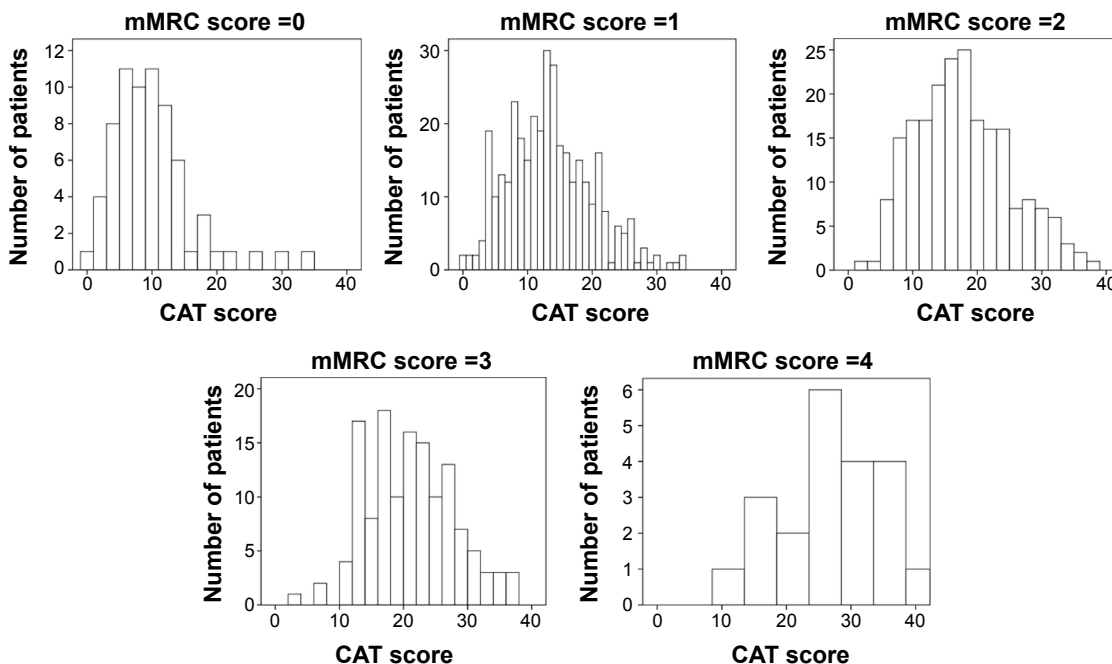 mMRC score =0
Number of patients
12
10
8
6
4
2
0
0 10 20 30 40
CAT score
mMRC score =1
Number of patients
30
20
10
0
0 10 20 30 40
CAT score
mMRC score =2
Number of patients
25
20
15
10
5
0
0 10 20 30 40
CAT score
mMRC score =3
Number of patients
20
15
10
5
0
0 10 20 30 40
CAT score
mMRC score =4
Number of patients
6
5
4
3
2
1
0
0 10 20 30 40
CAT score